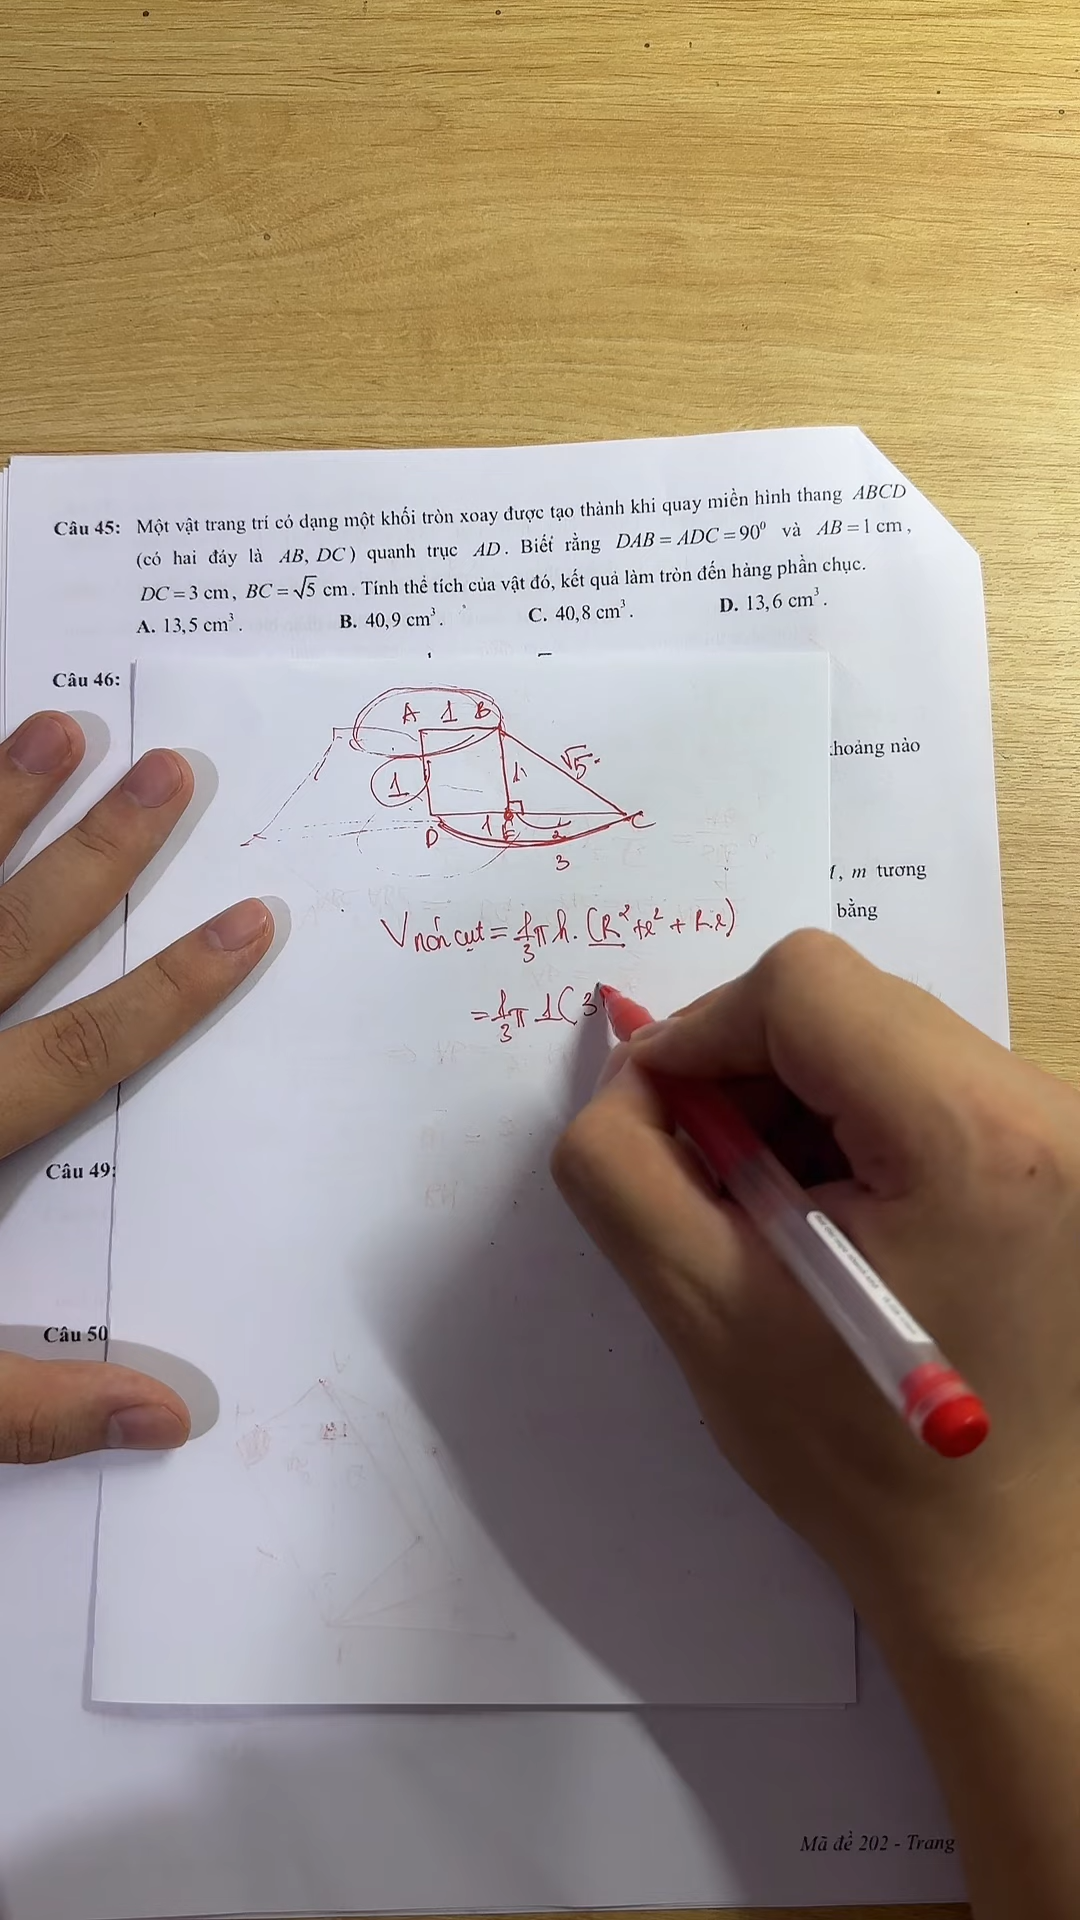 Câu 45: Một vật trang trí có dạng một khối tròn xoay được tạo thành khi quay miền hình thang ABCD
(có hai đáy là AB, DC) quanh trục AD. Biết rằng DAB = ADC = 90⁰ và AB = 1 cm,
DC = 3 cm, BC = √5 cm. Tính thể tích của vật đó, kết quả làm tròn đến hàng phần chục.
A. 13,5 cm³. B. 40,9 cm³. C. 40,8 cm³. D. 13,6 cm³.
Câu 46:
A 1 B
√5
1 1
D 1 E 2 C
3
khoảng nào
, m tương
bằng
V nón cụt = 1/3 π h. (R² + r² + R.r)
= 1/3 π 1 ( 3
Câu 49:
Câu 50
Mã đề 202 - Trang